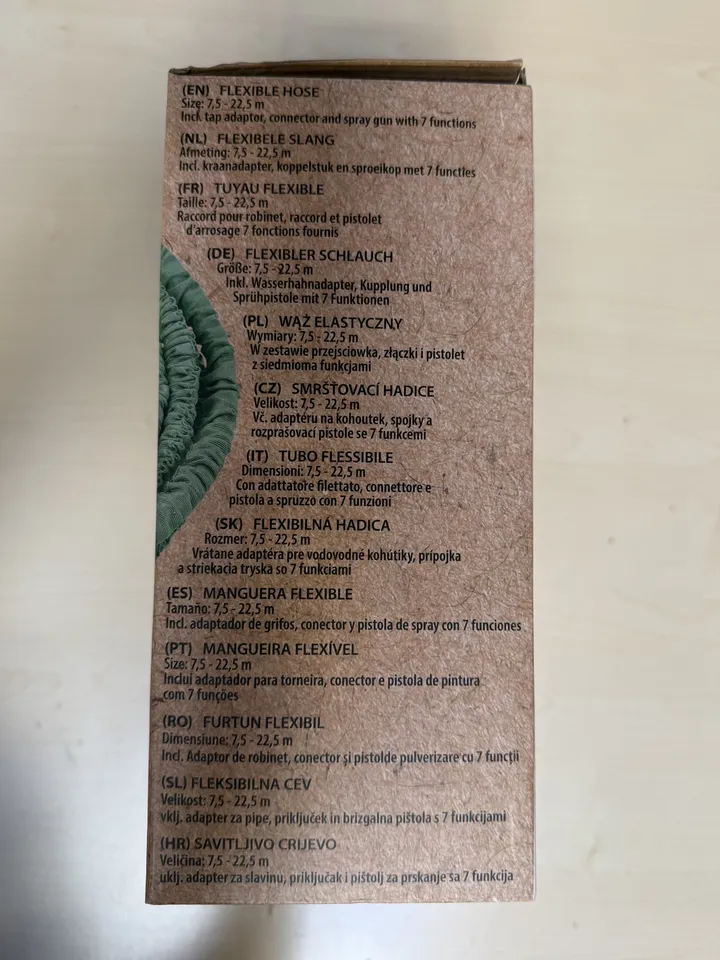 (EN) FLEXIBLE HOSE
Size: 7,5 - 22,5 m
Incl. tap adaptor, connector and spray gun with 7 functions
(NL) FLEXIBELE SLANG
Afmeting: 7,5 - 22,5 m
Incl. kraanadapter, koppelstuk en sproeikop met 7 functies
(FR) TUYAU FLEXIBLE
Taille: 7,5 - 22,5 m
Raccord pour robinet, raccord et pistolet
d'arrosage 7 fonctions fournis
(DE) FLEXIBLER SCHLAUCH
Größe: 7,5 - 22,5 m
Inkl. Wasserhahnadapter, Kupplung und
Sprühpistole mit 7 Funktionen
(PL) WĄŻ ELASTYCZNY
Wymiary: 7,5 - 22,5 m
W zestawie przejściowka, złączki i pistolet
z siedmioma funkcjami
(CZ) SMRŠŤOVACÍ HADICE
Velikost: 7,5 - 22,5 m
Vč. adaptéru na kohoutek, spojky a
rozprašovací pistole se 7 funkcemi
(IT) TUBO FLESSIBILE
Dimensioni: 7,5 - 22,5 m
Con adattatore filettato, connettore e
pistola a spruzzo con 7 funzioni
(SK) FLEXIBILNÁ HADICA
Rozmer: 7,5 - 22,5 m
Vrátane adaptéra pre vodovodné kohútiky, prípojka
a striekacia tryska so 7 funkciami
(ES) MANGUERA FLEXIBLE
Tamaño: 7,5 - 22,5 m
Incl. adaptador de grifos, conector y pistola de spray con 7 funciones
(PT) MANGUEIRA FLEXÍVEL
Size: 7,5 - 22,5 m
Inclui adaptador para torneira, conector e pistola de pintura
com 7 funções
(RO) FURTUN FLEXIBIL
Dimensiune: 7,5 - 22,5 m
Incl. Adaptor de robinet, conector și pistolde pulverizare cu 7 funcții
(SL) FLEKSIBILNA CEV
Velikost: 7,5 - 22,5 m
vklj. adapter za pipe, priključek in brizgalna pištola s 7 funkcijami
(HR) SAVITLJIVO CRIJEVO
Veličina: 7,5 - 22,5 m
uklj. adapter za slavinu, priključak i pištolj za prskanje sa 7 funkcija